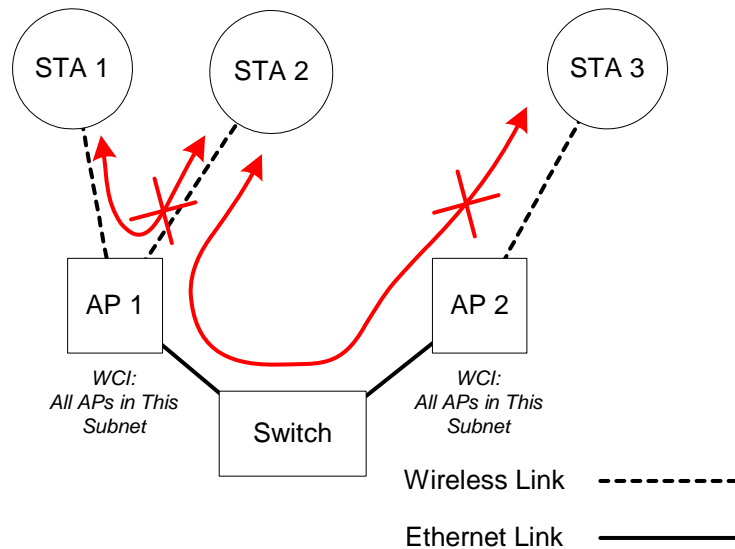 STA 1
STA 2
STA 3
AP 1
AP 2
WCI:
All APs in This
Subnet
WCI:
All APs in This
Subnet
Switch
Wireless Link
Ethernet Link